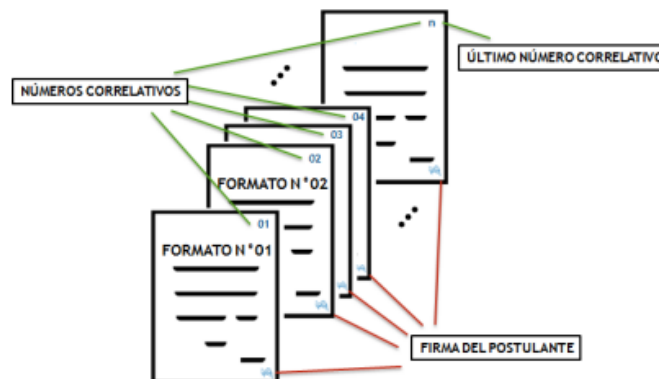 n
ÚLTIMO NÚMERO CORRELATIVO
NÚMEROS CORRELATIVOS
04
03
02
FORMATO N°02
01
FORMATO N°01
FIRMA DEL POSTULANTE